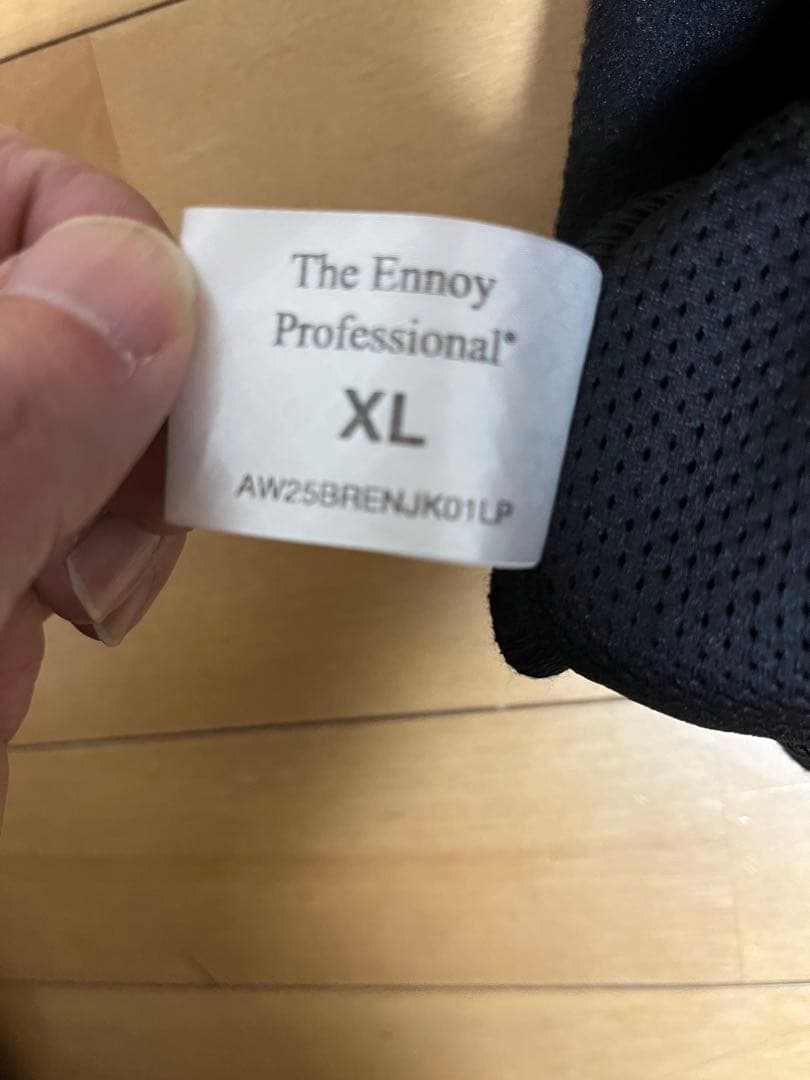 The Ennoy
Professional®
XL
AW25BRENJK01LP